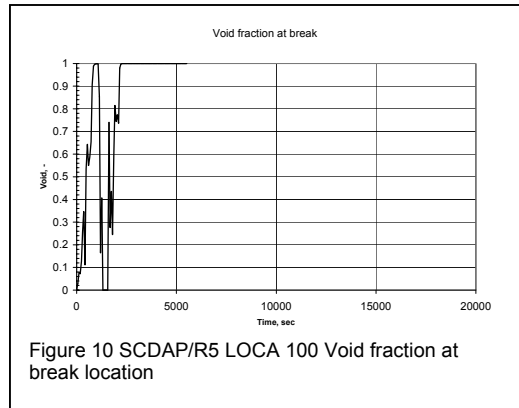 Void fraction at break
1
0.9
0.8
0.7
0.6
0.5
0.4
0.3
0.2
0.1
0
Void, -
0 5000 10000 15000 20000
Time, sec
Figure 10 SCDAP/R5 LOCA 100 Void fraction at
break location